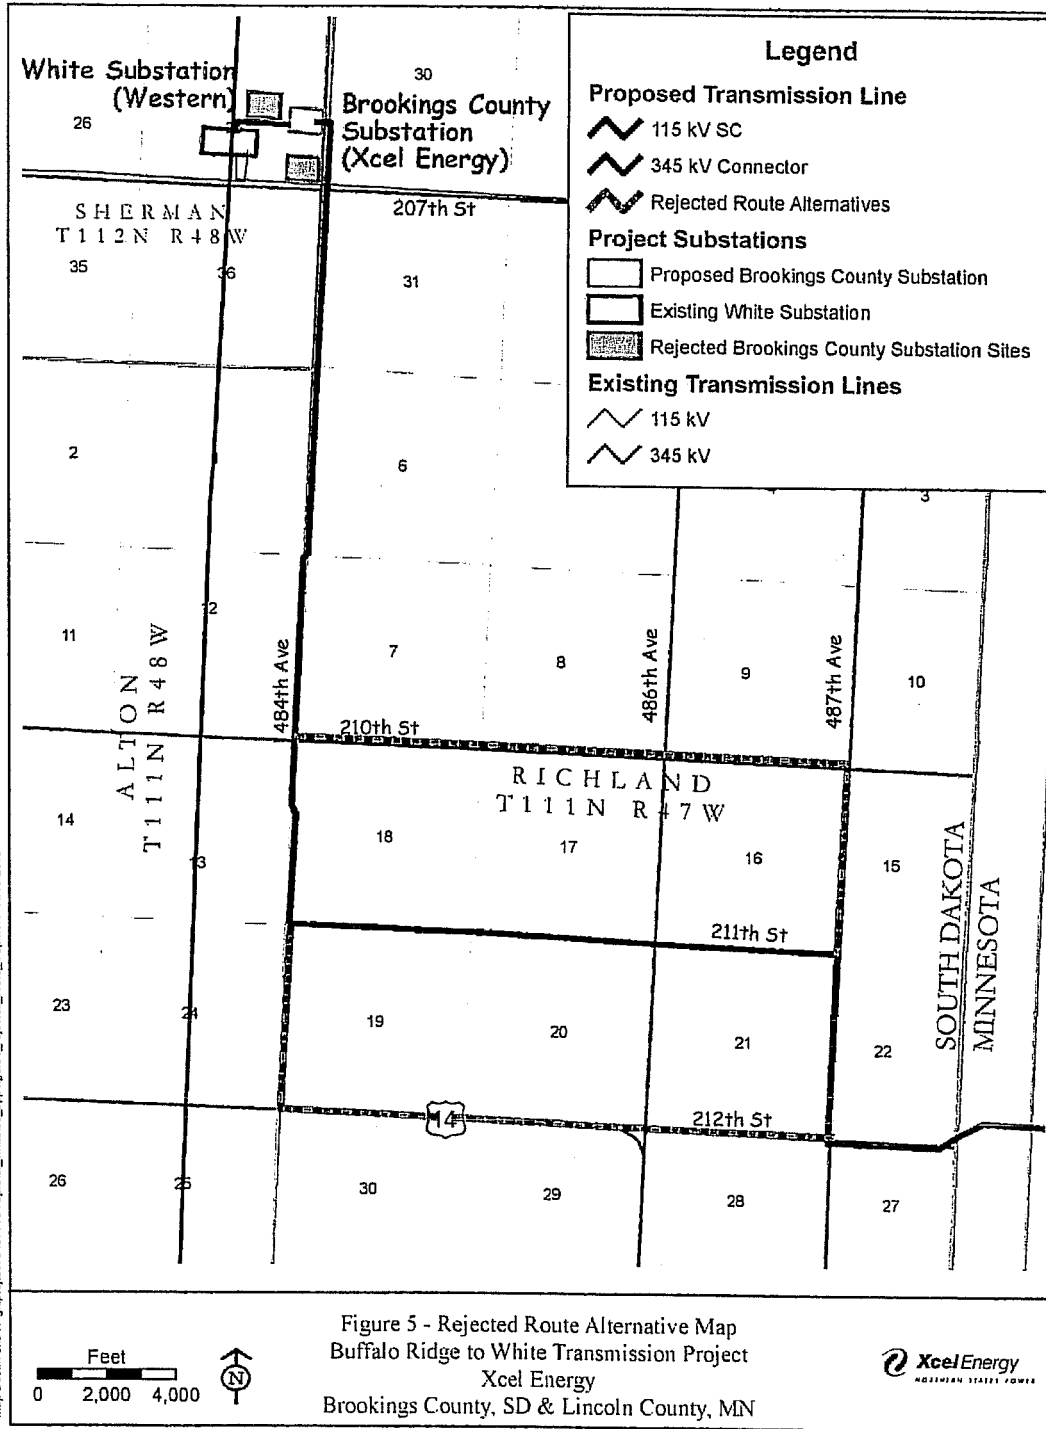 Legend
Proposed Transmission Line
115 kV SC
345 kV Connector
Rejected Route Alternatives
Project Substations
Proposed Brookings County Substation
Existing White Substation
Rejected Brookings County Substation Sites
Existing Transmission Lines
115 kV
345 kV
White Substation
(Western)
Brookings County
Substation
(Xcel Energy)
30
26
207th St
SHERMAN
T112N R48W
35
36
31
2
6
3
12
11
7
8
9
10
484th Ave
486th Ave
487th Ave
ALTON
T111N R48W
210th St
RICHLAND
T111N R47W
14
13
18
17
16
15
SOUTH DAKOTA
MINNESOTA
211th St
23
24
19
20
21
22
14
212th St
26
25
30
29
28
27
Feet
0 2,000 4,000
N
Figure 5 - Rejected Route Alternative Map
Buffalo Ridge to White Transmission Project
Xcel Energy
Brookings County, SD & Lincoln County, MN
Xcel Energy
NORTHERN STATES POWER